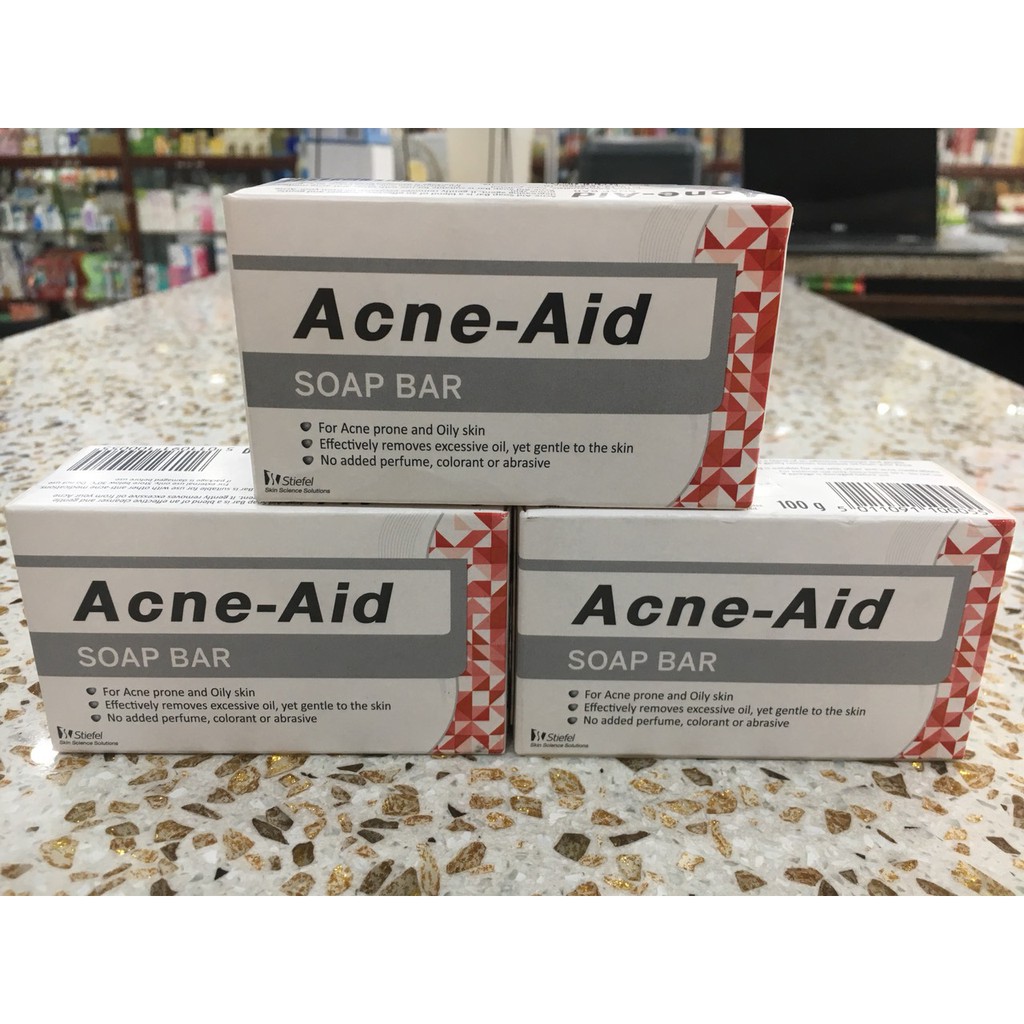 Acne-Aid
SOAP BAR
For Acne prone and Oily skin
Effectively removes excessive oil, yet gentle to the skin
No added perfume, colorant or abrasive
Stiefel
Skin Science Solutions
100 g
Acne-Aid
SOAP BAR
For Acne prone and Oily skin
Effectively removes excessive oil, yet gentle to the skin
No added perfume, colorant or abrasive
Stiefel
Skin Science Solutions
Acne-Aid
SOAP BAR
For Acne prone and Oily skin
Effectively removes excessive oil, yet gentle to the skin
No added perfume, colorant or abrasive
Stiefel
Skin Science Solutions